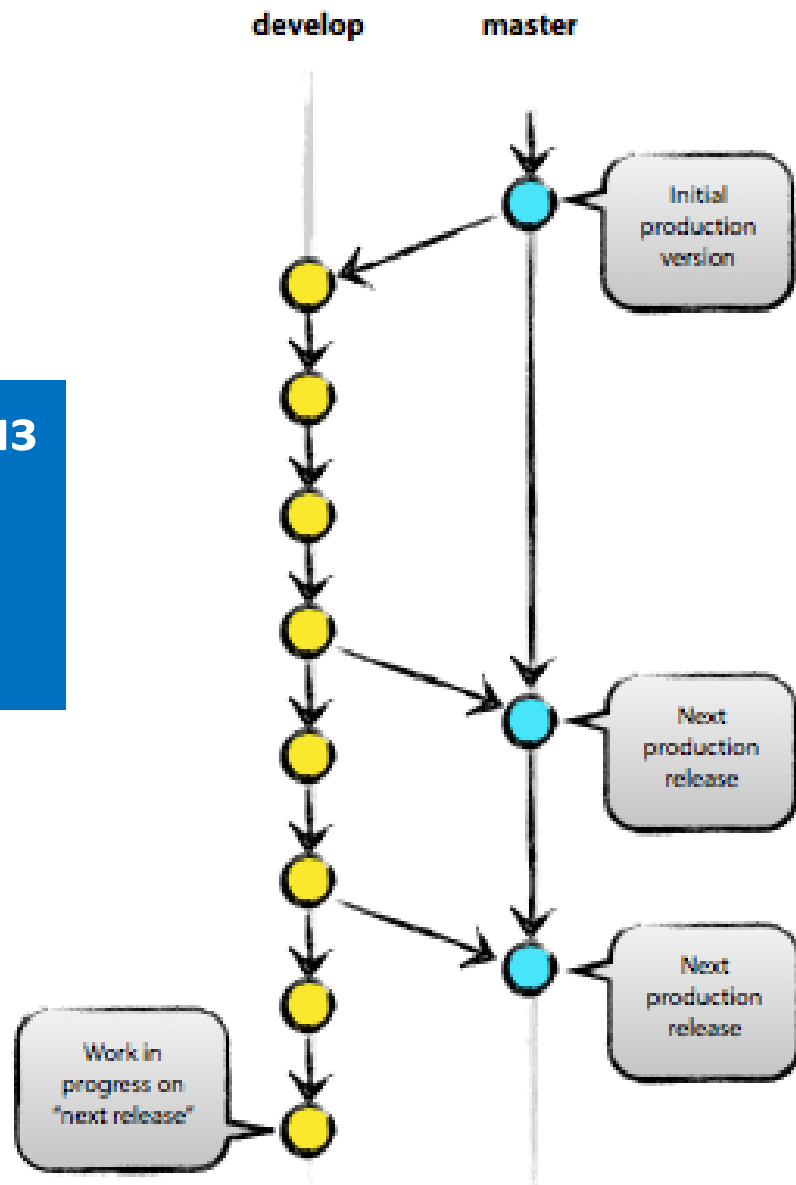 develop master
Initial
production
version
13
Next
production
release
Next
production
release
Work in
progress on
"next release"